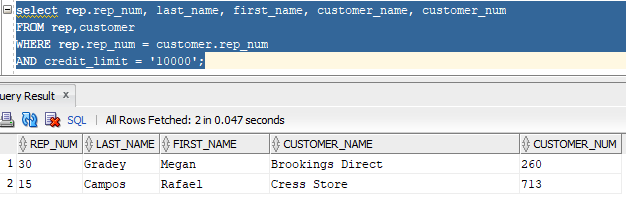 select rep.rep_num, last_name, first_name, customer_name, customer_num
FROM rep,customer
WHERE rep.rep_num = customer.rep_num
AND credit_limit = '10000';
uery Result x
SQL | All Rows Fetched: 2 in 0.047 seconds
REP_NUM LAST_NAME FIRST_NAME CUSTOMER_NAME CUSTOMER_NUM
1 30 Gradey Megan Brookings Direct 260
2 15 Campos Rafael Cress Store 713